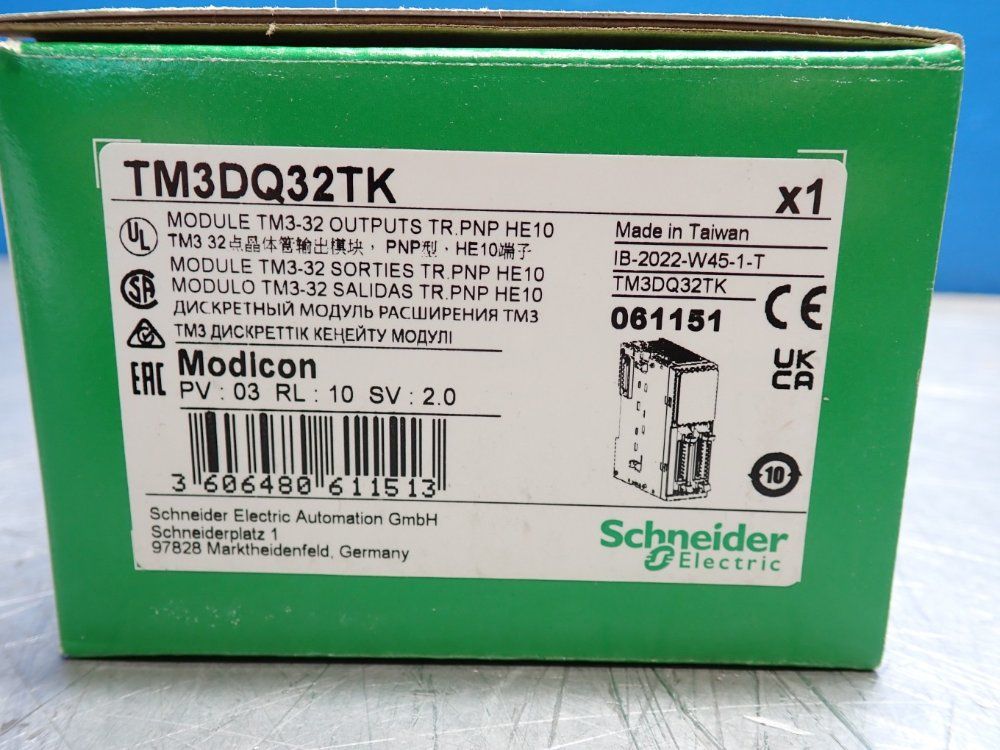 TM3DQ32TK
x1
UL
MODULE TM3-32 OUTPUTS TR.PNP HE10
TM3 32点晶体管输出模块，PNP型，HE10端子
MODULE TM3-32 SORTIES TR.PNP HE10
MODULO TM3-32 SALIDAS TR.PNP HE10
ДИСКРЕТНЫЙ МОДУЛЬ РАСШИРЕНИЯ ТМ3
ТМ3 ДИСКРЕТТІК КЕҢЕЙТУ МОДУЛІ
SA
EAC
Modicon
PV : 03 RL : 10 SV : 2.0
3 606480 611513
Made in Taiwan
IB-2022-W45-1-T
TM3DQ32TK
061151
CE
UK
CA
10
Schneider Electric Automation GmbH
Schneiderplatz 1
97828 Marktheidenfeld, Germany
Schneider
Electric